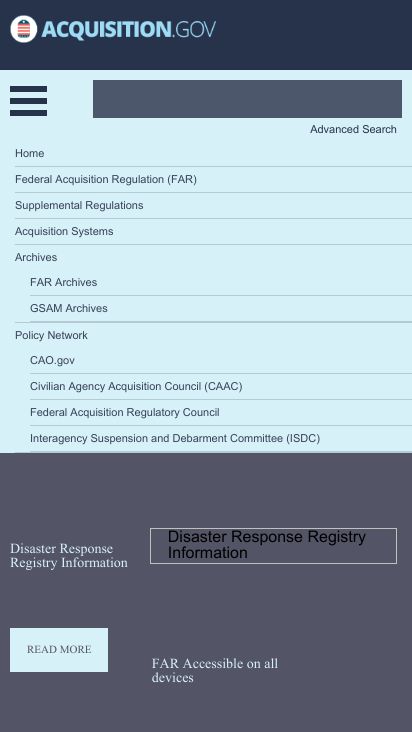 ACQUISITION.GOV
Advanced Search
Home
Federal Acquisition Regulation (FAR)
Supplemental Regulations
Acquisition Systems
Archives
FAR Archives
GSAM Archives
Policy Network
CAO.gov
Civilian Agency Acquisition Council (CAAC)
Federal Acquisition Regulatory Council
Interagency Suspension and Debarment Committee (ISDC)
Disaster Response
Registry Information
Disaster Response Registry
Information
READ MORE
FAR Accessible on all
devices